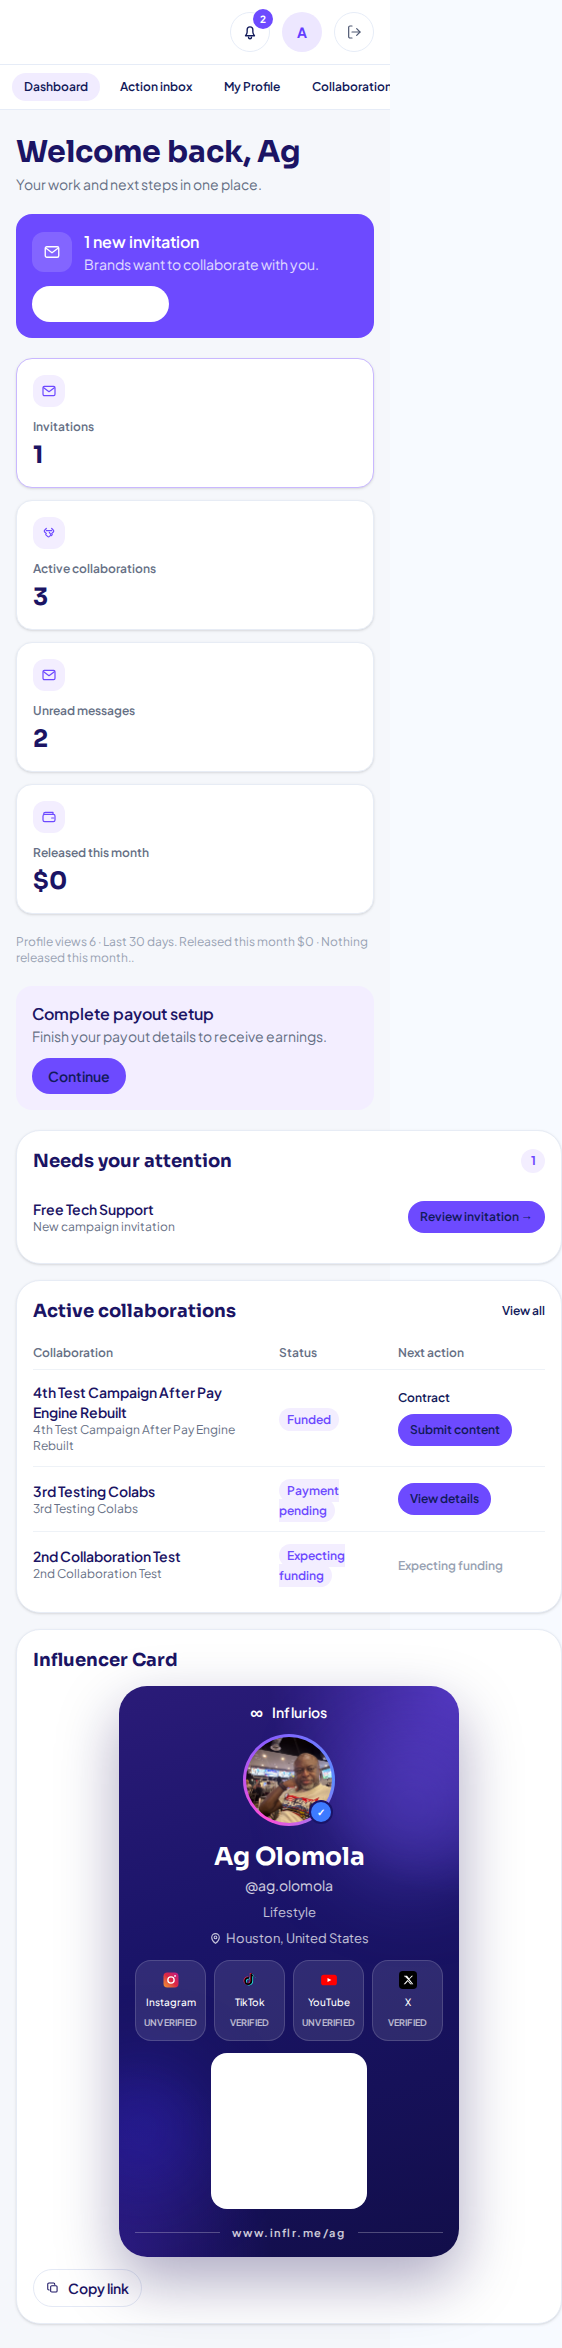 2
A
Dashboard
Action inbox
My Profile
Collaboration
Welcome back, Ag
Your work and next steps in one place.
1 new invitation
Brands want to collaborate with you.
Invitations
1
Active collaborations
3
Unread messages
2
Released this month
$0
Profile views 6 · Last 30 days. Released this month $0 · Nothing
released this month..
Complete payout setup
Finish your payout details to receive earnings.
Continue
Needs your attention
1
Free Tech Support
New campaign invitation
Review invitation →
Active collaborations
View all
Collaboration
Status
Next action
4th Test Campaign After Pay
Engine Rebuilt
4th Test Campaign After Pay Engine
Rebuilt
Funded
Contract
Submit content
3rd Testing Colabs
3rd Testing Colabs
Payment
pending
View details
2nd Collaboration Test
2nd Collaboration Test
Expecting
funding
Expecting funding
Influencer Card
Influrios
Ag Olomola
@ag.olomola
Lifestyle
Houston, United States
Instagram
UNVERIFIED
TikTok
VERIFIED
YouTube
UNVERIFIED
X
VERIFIED
www.inflr.me/ag
Copy link